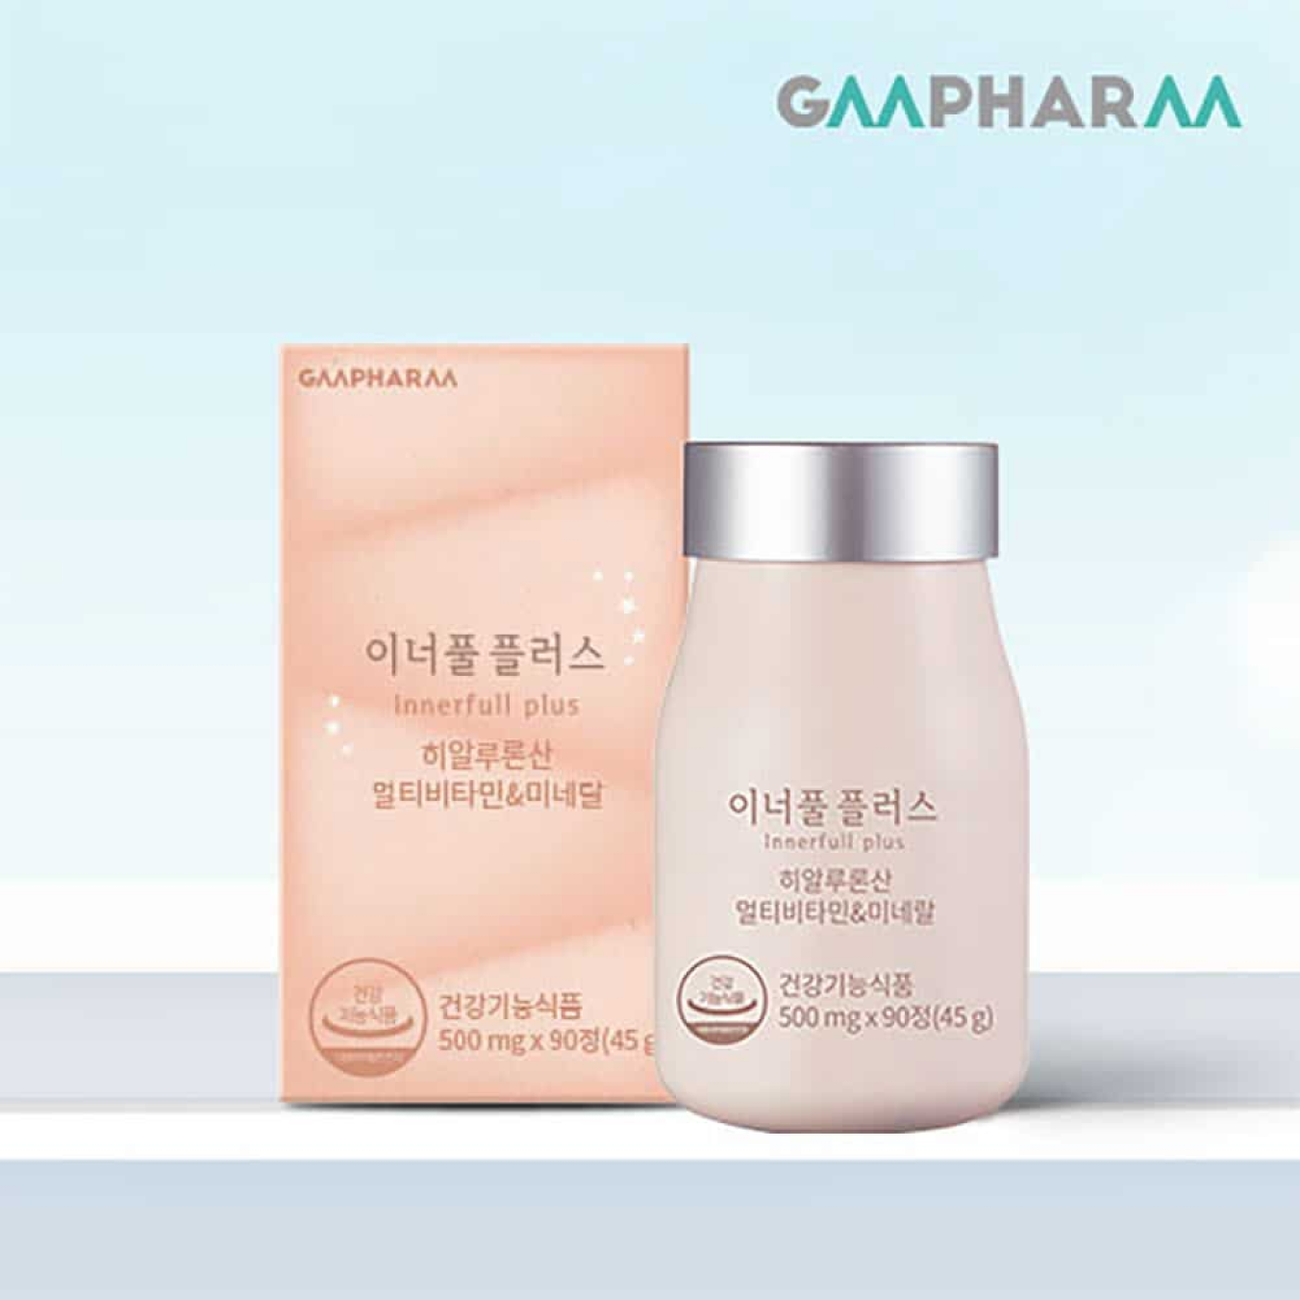 GAAPHARAA
GAAPHARAA
이너풀 플러스
Innerfull plus
히알루론산
멀티비타민&미네랄
건강
기능식품
건강기능식품
500 mg x 90정(45 g
이너풀 플러스
Innerfull plus
히알루론산
멀티비타민&미네랄
건강
기능식품
건강기능식품
500 mg x 90정(45 g)